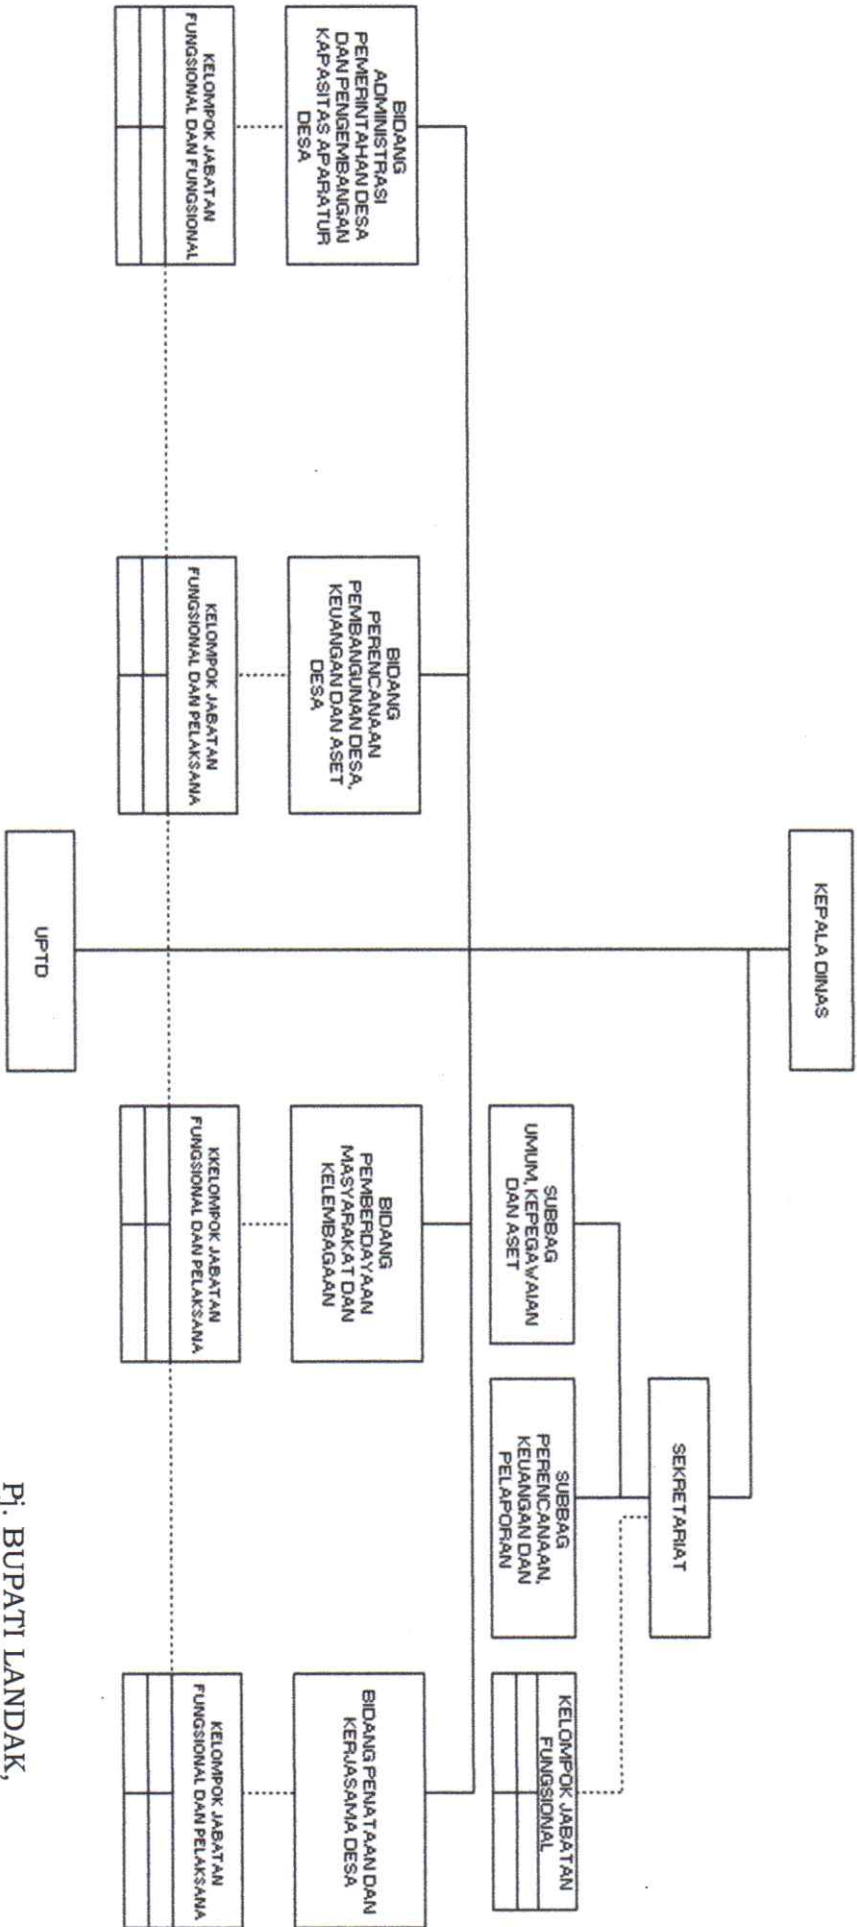 KEPALA DINAS
SEKRETARIAT
SUBBAG
UMUM, KEPEGAWAIAN
DAN ASET
SUBBAG
PERENCANAAN,
KEUANGAN DAN
PELAPORAN
KELOMPOK JABATAN
FUNGSIONAL
BIDANG
ADMINISTRASI
PEMERINTAHAN DESA
DAN PENGEMBANGAN
KAPASITAS APARATUR
DESA
BIDANG
PERENCANAAN
PEMBANGUNAN DESA,
KEUANGAN DAN ASET
DESA
BIDANG
PEMBERDAYAAN
MASYARAKAT DAN
KELEMBAGAAN
BIDANG PENATAAN DAN
KERJASAMA DESA
KELOMPOK JABATAN
FUNGSIONAL DAN FUNGSIONAL
KELOMPOK JABATAN
FUNGSIONAL DAN PELAKSANA
KKELOMPOK JABATAN
FUNGSIONAL DAN PELAKSANA
KELOMPOK JABATAN
FUNGSIONAL DAN PELAKSANA
UPTD
Pj. BUPATI LANDAK,